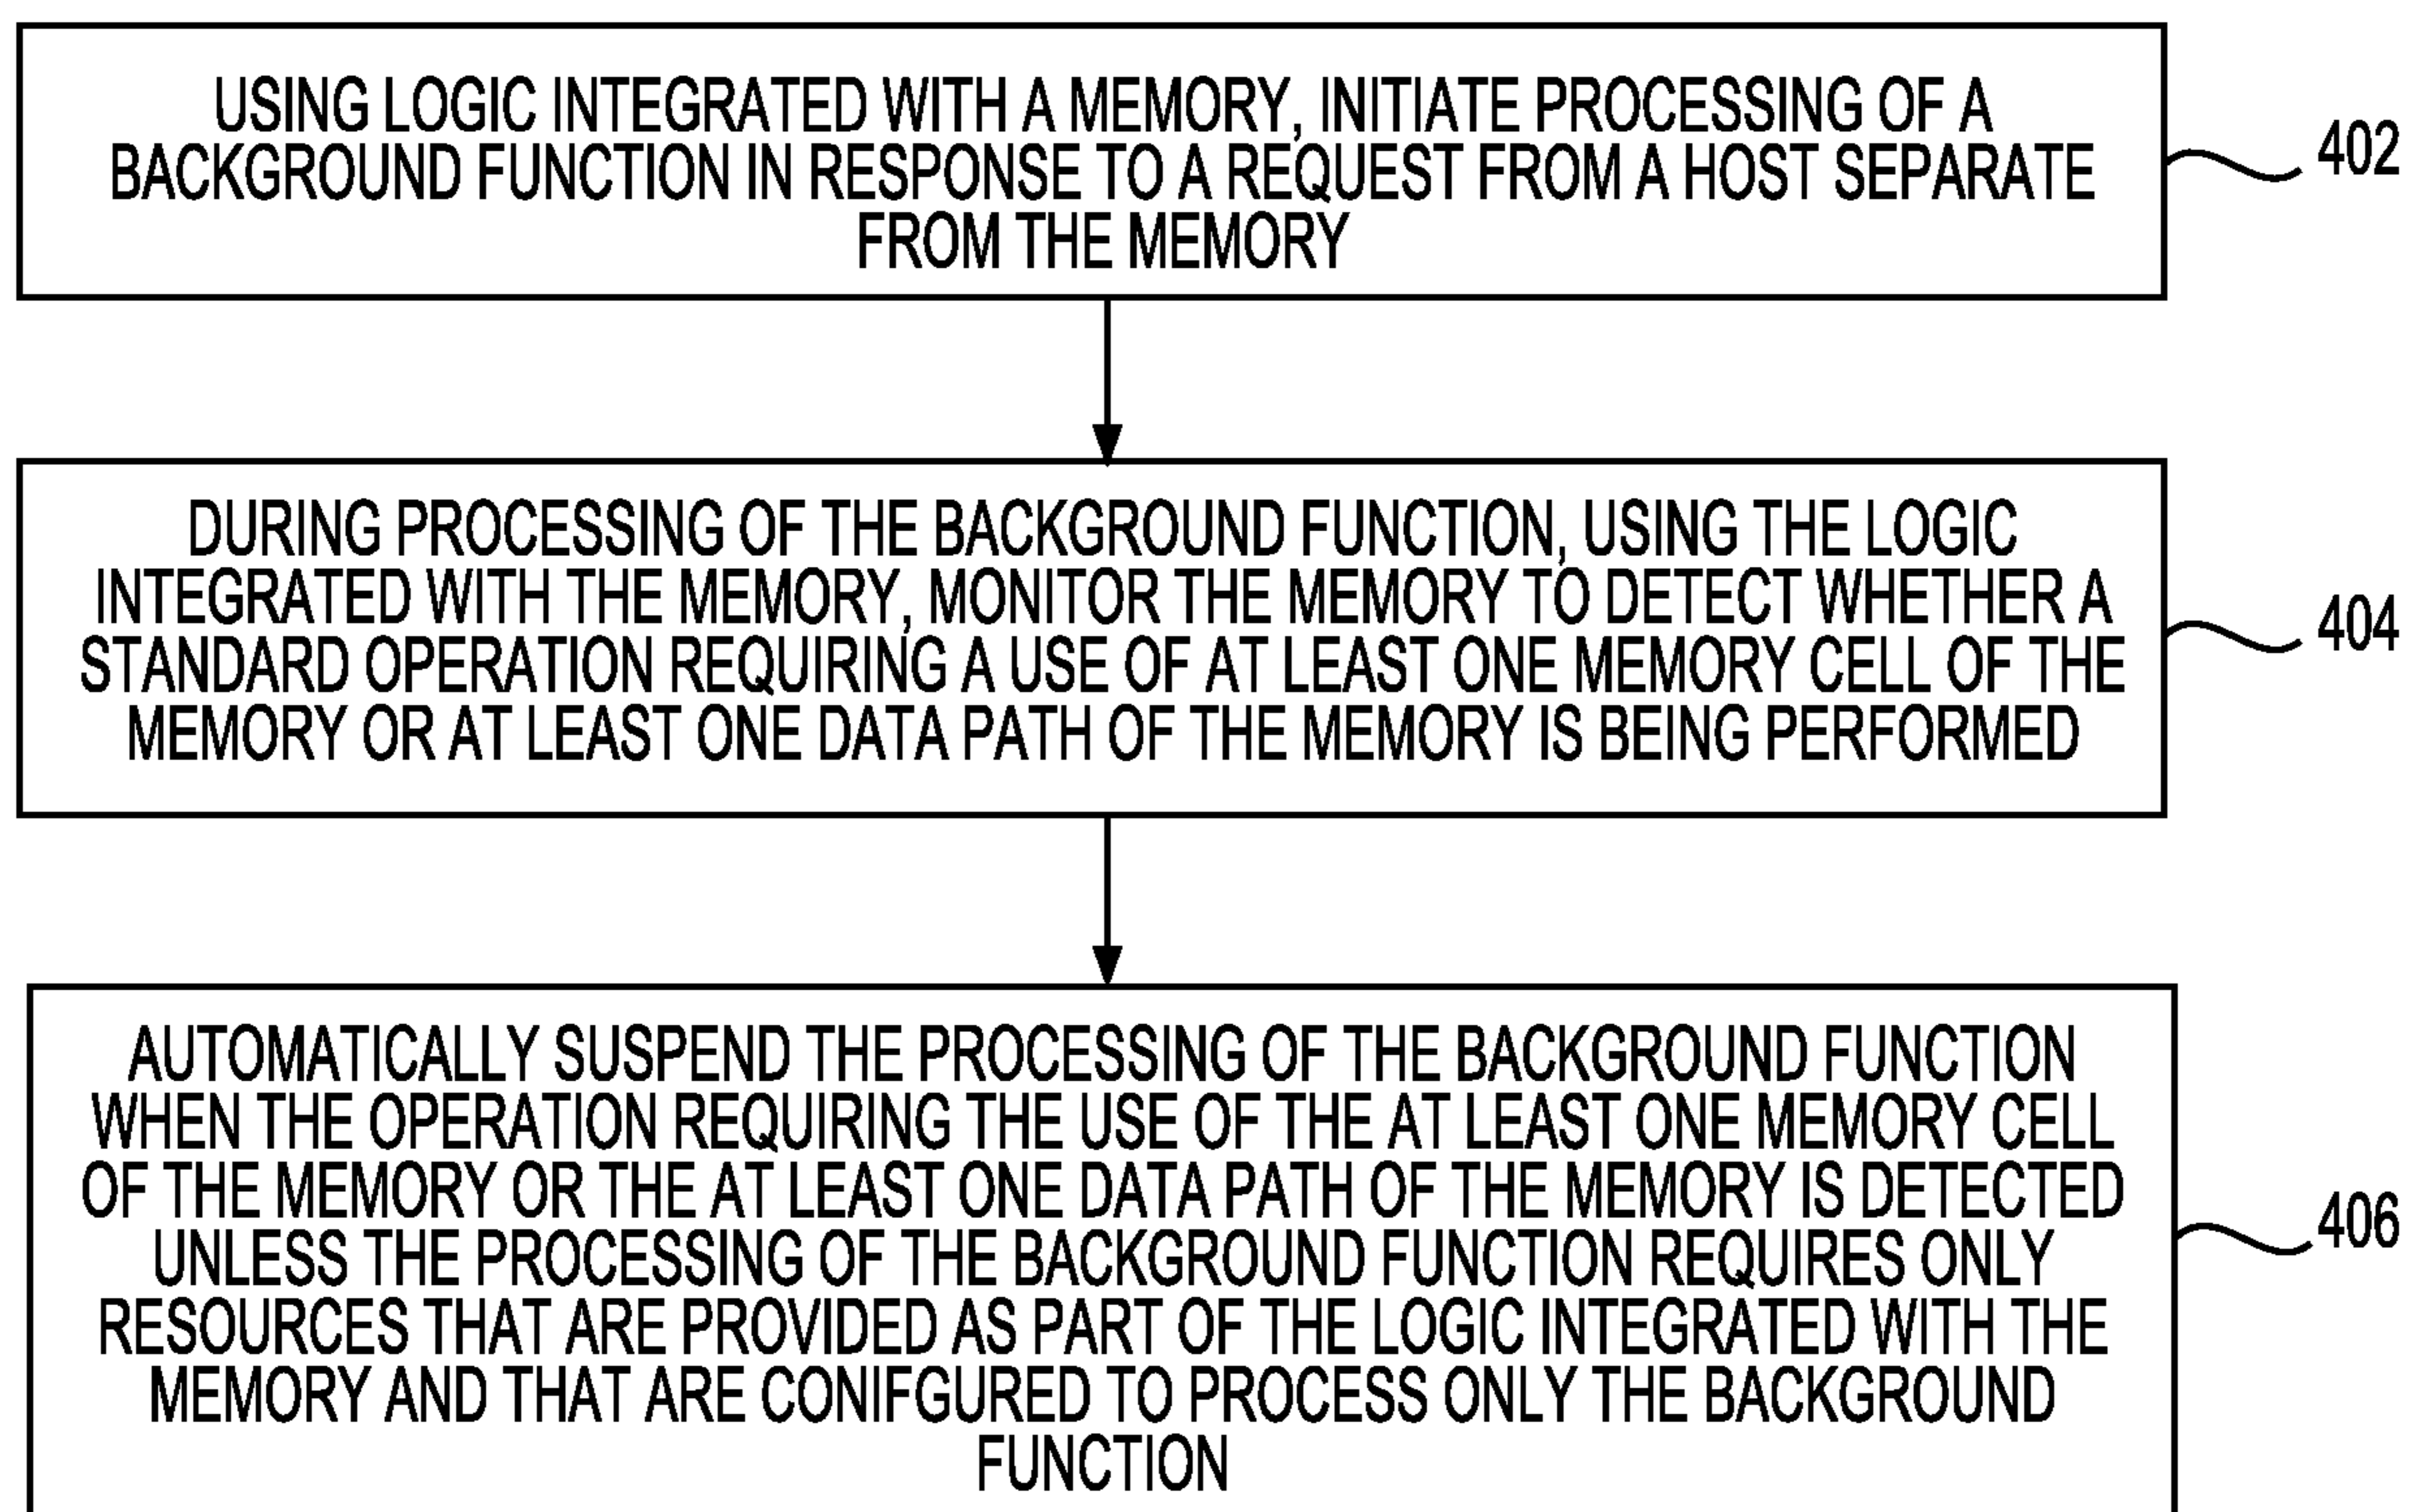 USING LOGIC INTEGRATED WITH A MEMORY, INITIATE PROCESSING OF A
BACKGROUND FUNCTION IN RESPONSE TO A REQUEST FROM A HOST SEPARATE
FROM THE MEMORY
402
DURING PROCESSING OF THE BACKGROUND FUNCTION, USING THE LOGIC
INTEGRATED WITH THE MEMORY, MONITOR THE MEMORY TO DETECT WHETHER A
STANDARD OPERATION REQUIRING A USE OF AT LEAST ONE MEMORY CELL OF THE
MEMORY OR AT LEAST ONE DATA PATH OF THE MEMORY IS BEING PERFORMED
404
AUTOMATICALLY SUSPEND THE PROCESSING OF THE BACKGROUND FUNCTION
WHEN THE OPERATION REQUIRING THE USE OF THE AT LEAST ONE MEMORY CELL
OF THE MEMORY OR THE AT LEAST ONE DATA PATH OF THE MEMORY IS DETECTED
UNLESS THE PROCESSING OF THE BACKGROUND FUNCTION REQUIRES ONLY
RESOURCES THAT ARE PROVIDED AS PART OF THE LOGIC INTEGRATED WITH THE
MEMORY AND THAT ARE CONIFGURED TO PROCESS ONLY THE BACKGROUND
FUNCTION
406